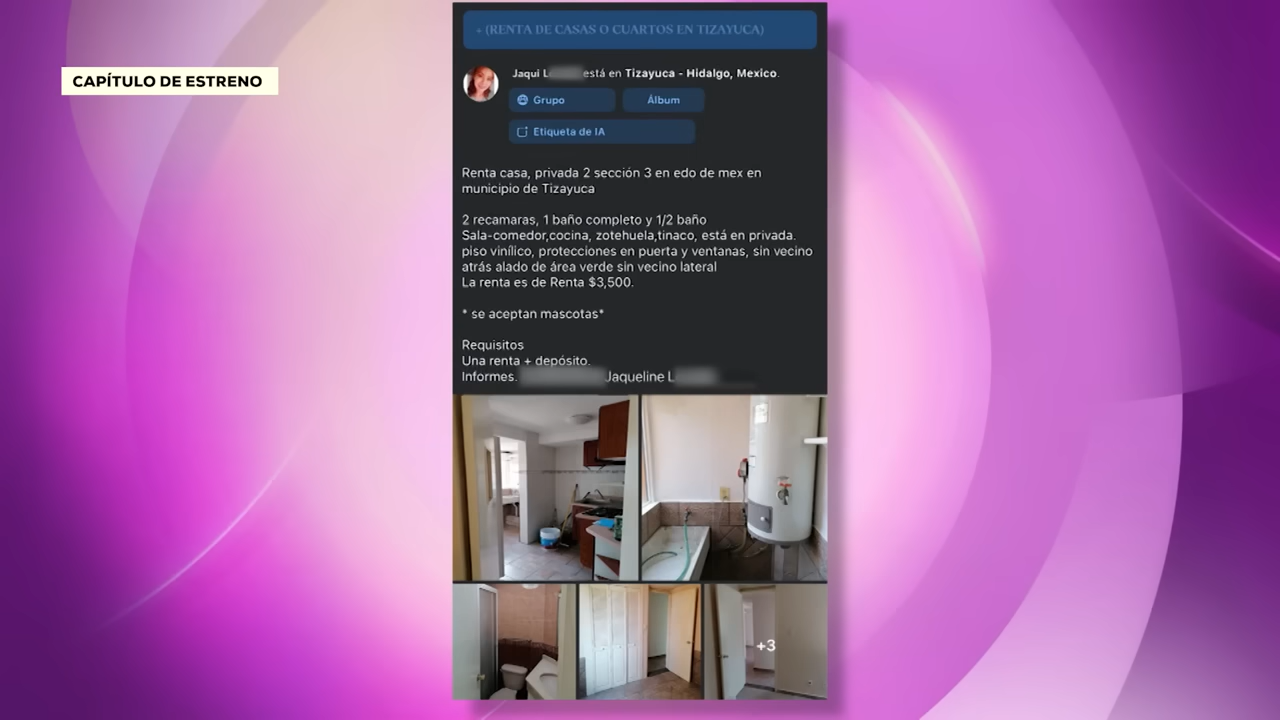 + (RENTA DE CASAS O CUARTOS EN TIZAYUCA)
CAPÍTULO DE ESTRENO
Jaqui L está en Tizayuca - Hidalgo, Mexico.
Grupo
Álbum
Etiqueta de IA
Renta casa, privada 2 sección 3 en edo de mex en
municipio de Tizayuca
2 recamaras, 1 baño completo y 1/2 baño
Sala-comedor,cocina, zotehuela,tinaco, está en privada.
piso vinílico, protecciones en puerta y ventanas, sin vecino
atrás alado de área verde sin vecino lateral
La renta es de Renta $3,500.
* se aceptan mascotas*
Requisitos
Una renta + depósito.
Informes. Jaqueline L
+3